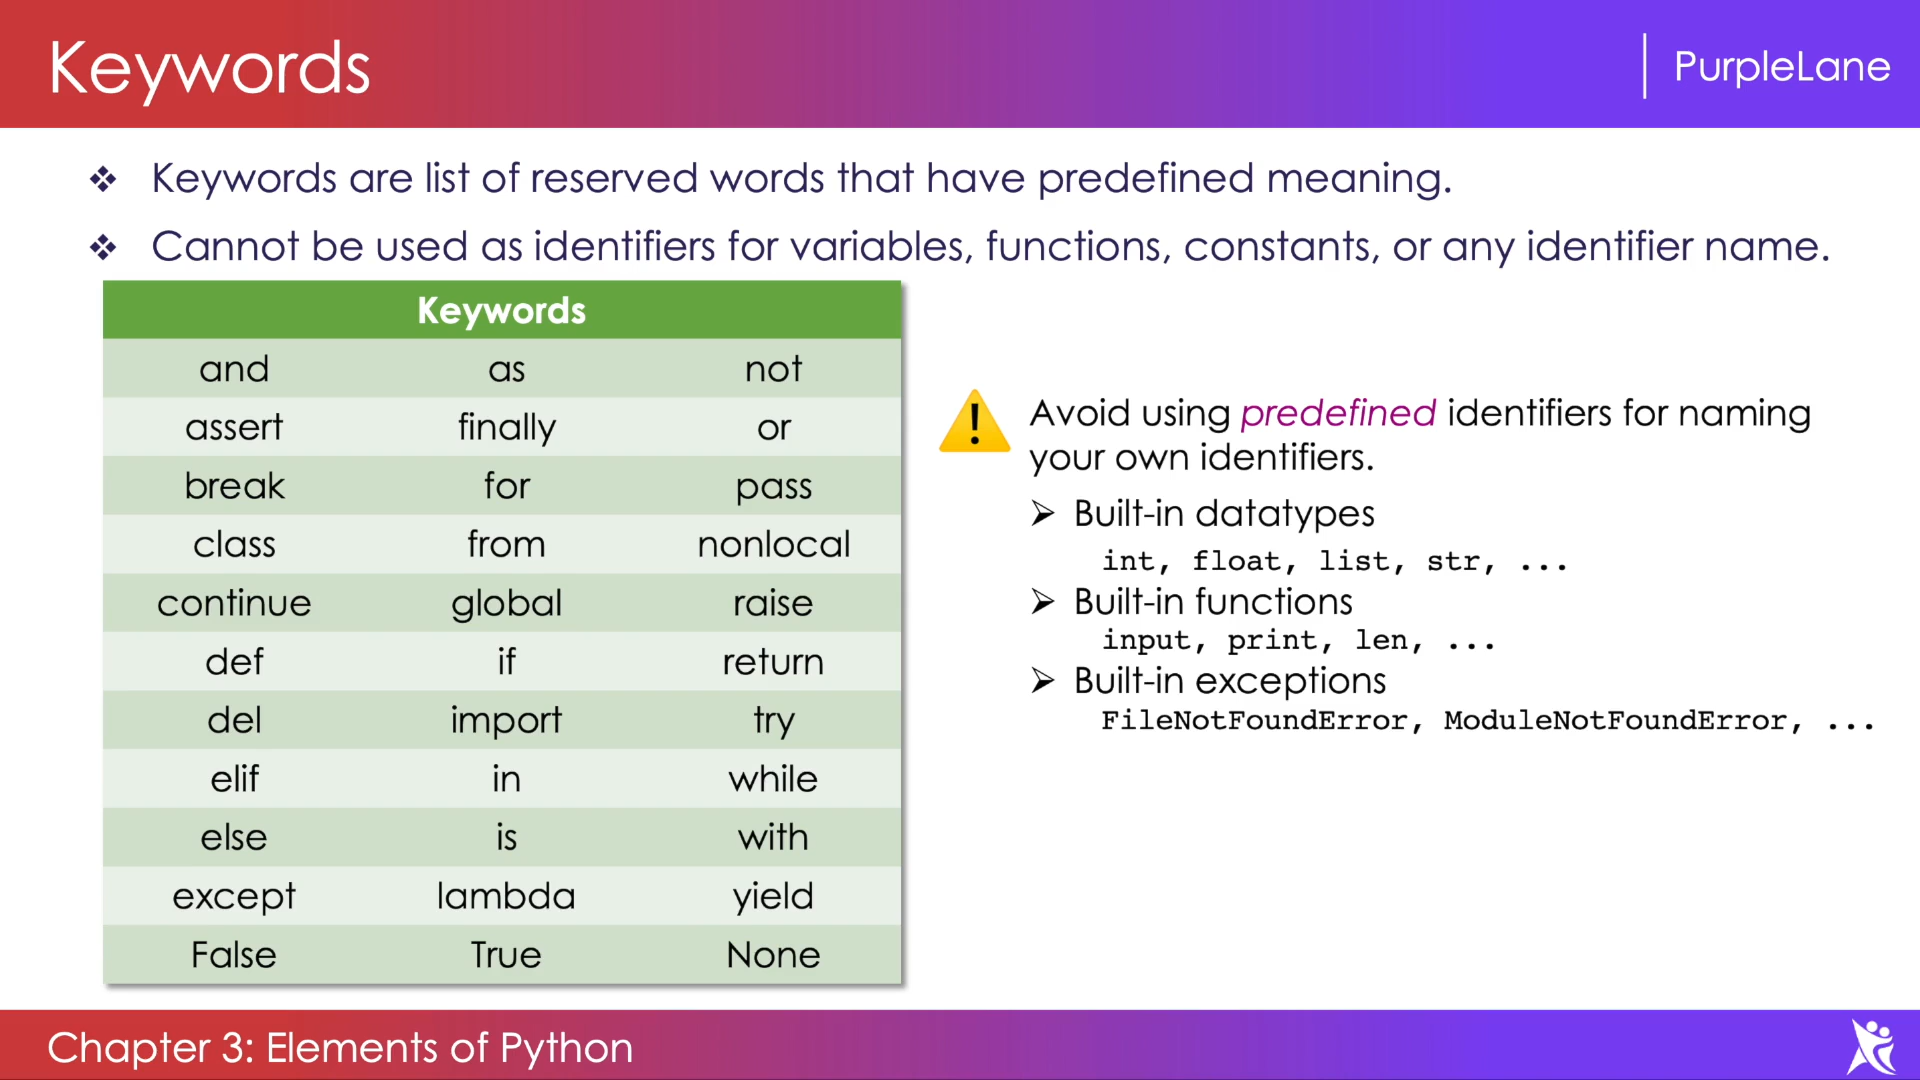 Keywords
PurpleLane
❖ Keywords are list of reserved words that have predefined meaning.
❖ Cannot be used as identifiers for variables, functions, constants, or any identifier name.
Keywords
and as not
assert finally or
break for pass
class from nonlocal
continue global raise
def if return
del import try
elif in while
else is with
except lambda yield
False True None
Avoid using predefined identifiers for naming
your own identifiers.
➢ Built-in datatypes
int, float, list, str, ...
➢ Built-in functions
input, print, len, ...
➢ Built-in exceptions
FileNotFoundError, ModuleNotFoundError, ...
Chapter 3: Elements of Python